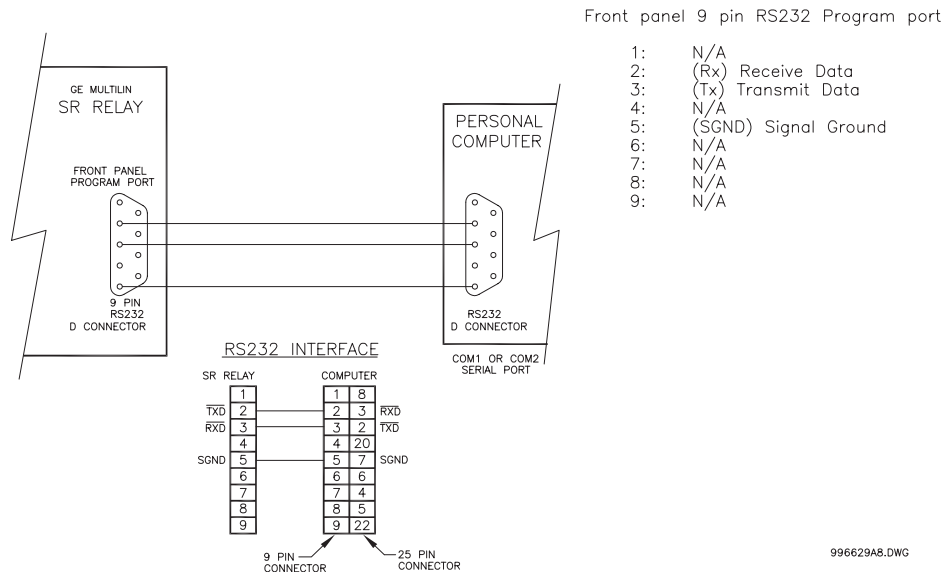 Front panel 9 pin RS232 Program port
1: N/A
2: (Rx) Receive Data
3: (Tx) Transmit Data
4: N/A
5: (SGND) Signal Ground
6: N/A
7: N/A
8: N/A
9: N/A
GE MULTILIN
SR RELAY
FRONT PANEL
PROGRAM PORT
9 PIN
RS232
D CONNECTOR
PERSONAL
COMPUTER
RS232
D CONNECTOR
COM1 OR COM2
SERIAL PORT
RS232 INTERFACE
SR RELAY COMPUTER
1 1 8
TXD 2 2 3 RXD
RXD 3 3 2 TXD
4 4 20
SGND 5 5 7 SGND
6 6 6
7 7 4
8 8 5
9 9 22
9 PIN
CONNECTOR
25 PIN
CONNECTOR
996629A8.DWG